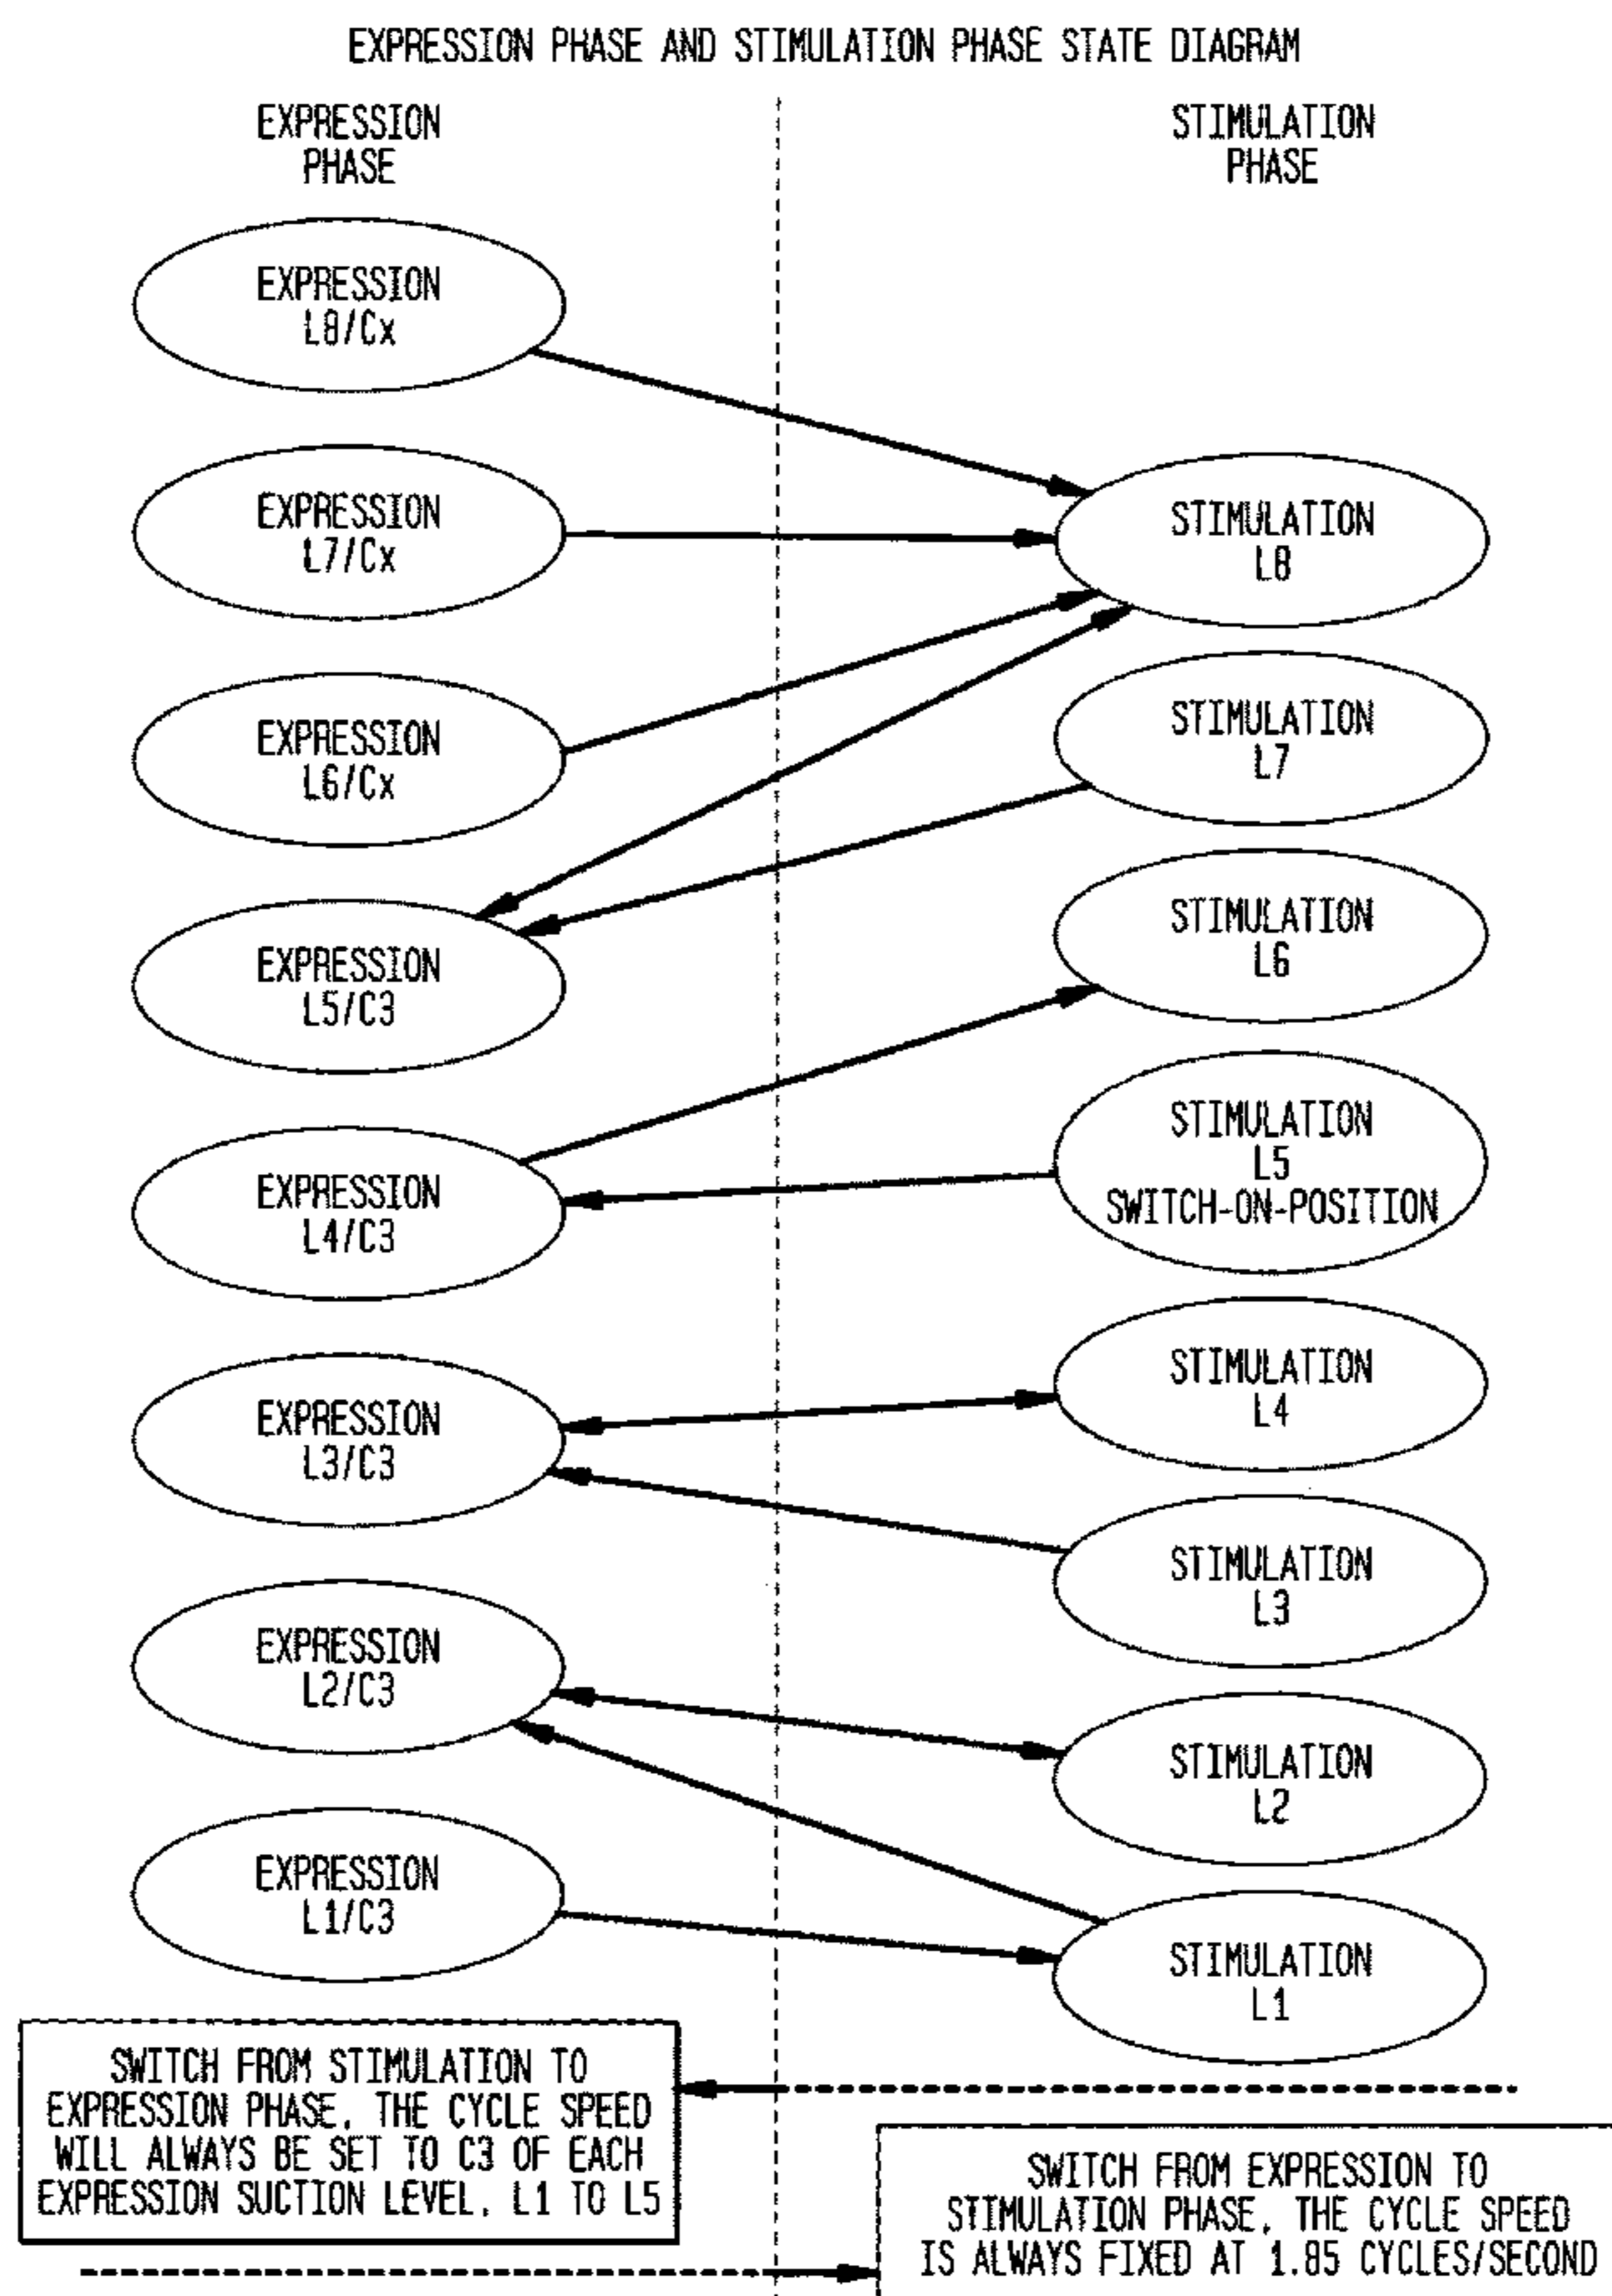 EXPRESSION PHASE AND STIMULATION PHASE STATE DIAGRAM
EXPRESSION
PHASE
STIMULATION
PHASE
EXPRESSION
L8/Cx
EXPRESSION
L7/Cx
EXPRESSION
L6/Cx
EXPRESSION
L5/C3
EXPRESSION
L4/C3
EXPRESSION
L3/C3
EXPRESSION
L2/C3
EXPRESSION
L1/C3
STIMULATION
L8
STIMULATION
L7
STIMULATION
L6
STIMULATION
L5
SWITCH-ON-POSITION
STIMULATION
L4
STIMULATION
L3
STIMULATION
L2
STIMULATION
L1
SWITCH FROM STIMULATION TO
EXPRESSION PHASE, THE CYCLE SPEED
WILL ALWAYS BE SET TO C3 OF EACH
EXPRESSION SUCTION LEVEL, L1 TO L5
SWITCH FROM EXPRESSION TO
STIMULATION PHASE, THE CYCLE SPEED
IS ALWAYS FIXED AT 1.85 CYCLES/SECOND